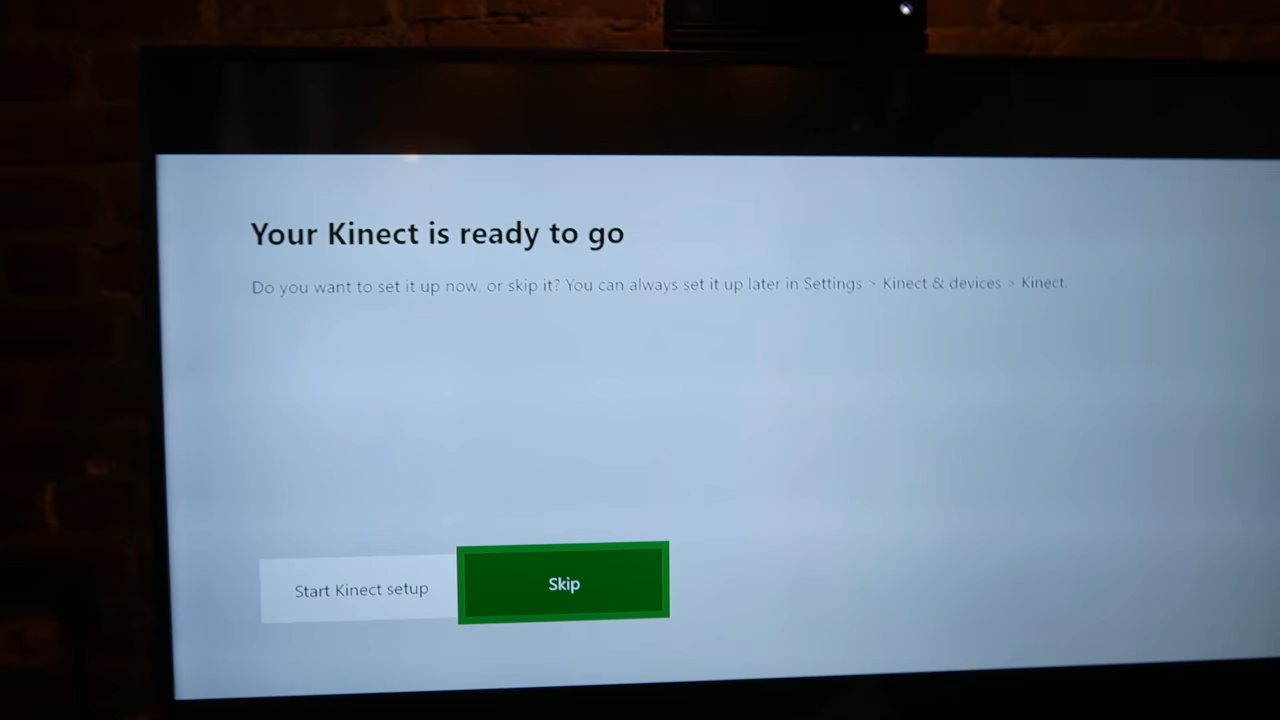 Your Kinect is ready to go
Do you want to set it up now, or skip it? You can always set it up later in Settings > Kinect & devices > Kinect.
Start Kinect setup
Skip